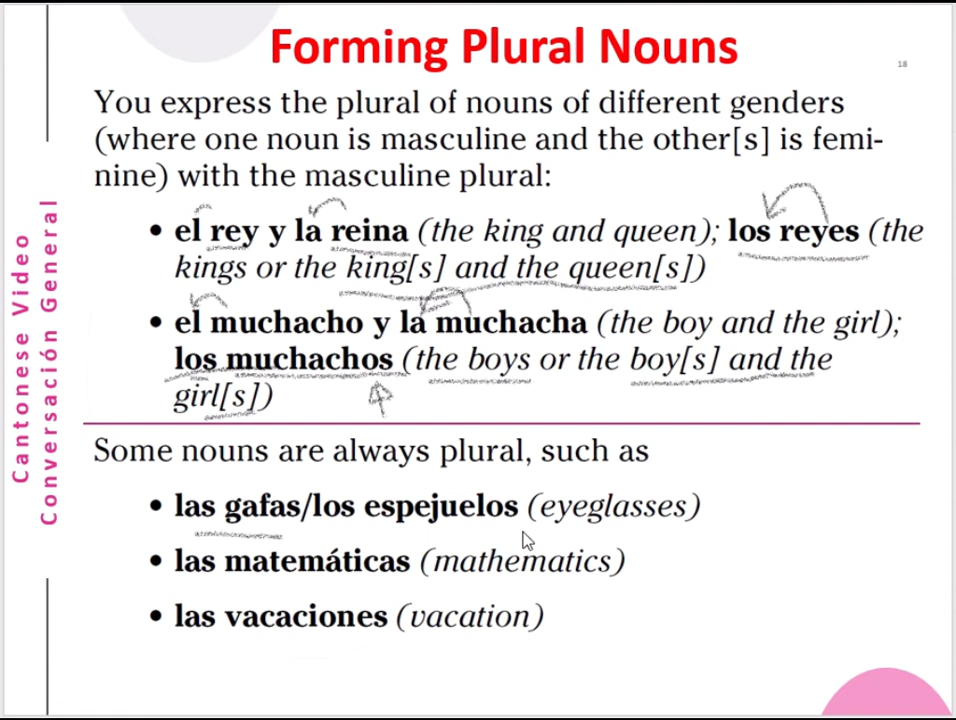 Forming Plural Nouns
18
You express the plural of nouns of different genders
(where one noun is masculine and the other[s] is femi-
nine) with the masculine plural:
• el rey y la reina (the king and queen); los reyes (the
kings or the king[s] and the queen[s])
• el muchacho y la muchacha (the boy and the girl);
los muchachos (the boys or the boy[s] and the
girl[s])
Some nouns are always plural, such as
• las gafas/los espejuelos (eyeglasses)
• las matemáticas (mathematics)
• las vacaciones (vacation)
Cantonese Video
Conversación General